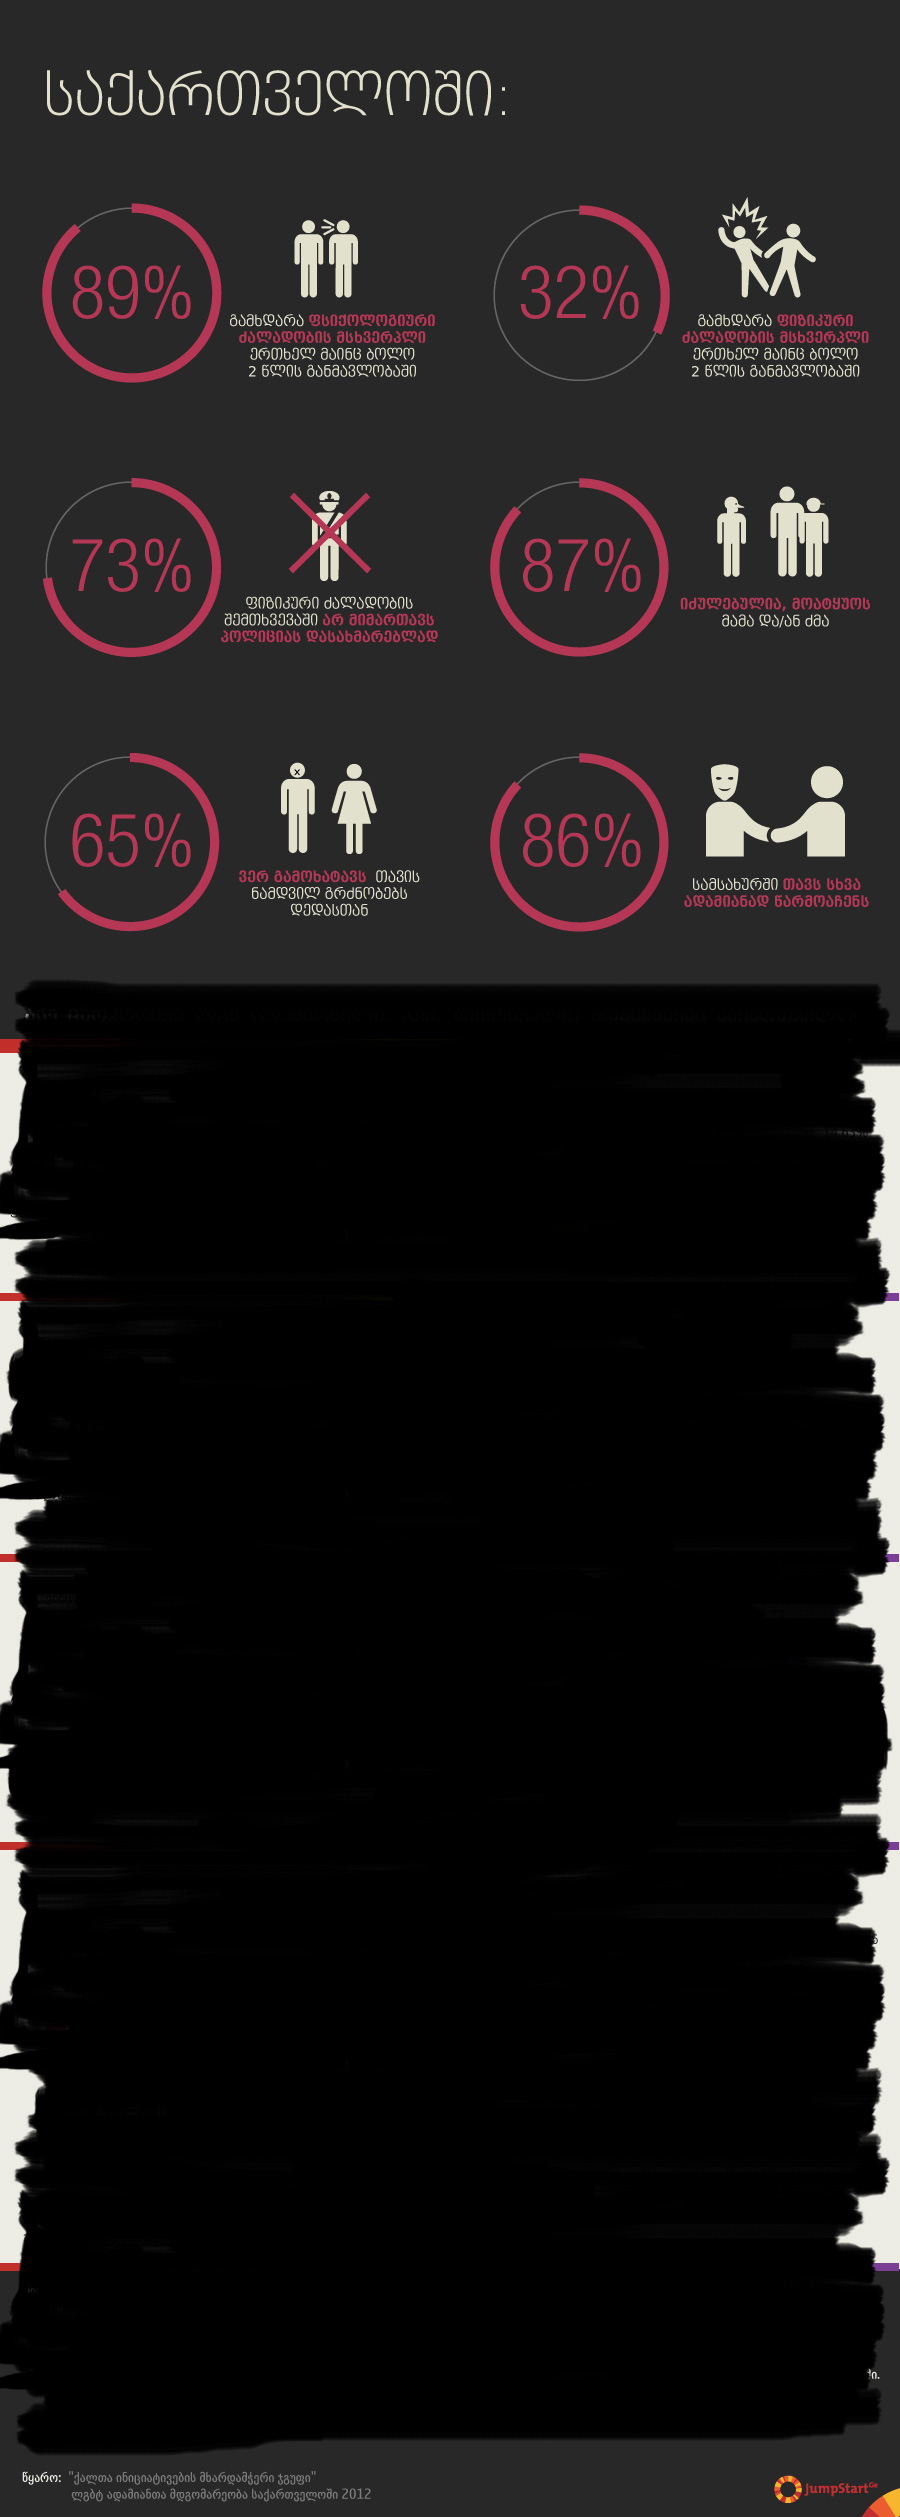 საქართველოში:
89%
გამხდარა ფსიქოლოგიური
ძალადობის მსხვერპლი
ერთხელ მაინც ბოლო
2 წლის განმავლობაში
32%
გამხდარა ფიზიკური
ძალადობის მსხვერპლი
ერთხელ მაინც ბოლო
2 წლის განმავლობაში
73%
ფიზიკური ძალადობის
შემთხვევაში არ მიმართავს
პოლიციას დასახმარებლად
87%
იძულებულია, მოატყუოს
მამა და/ან ძმა
65%
ვერ გამოხატავს თავის
ნამდვილ გრძნობებს
დედასთან
86%
სამსახურში თავს სხვა
ადამიანად წარმოაჩენს
წყარო: "ქალთა ინიციატივების მხარდამჭერი ჯგუფი"
ლგბტ ადამიანთა მდგომარეობა საქართველოში 2012
JumpStart Ge